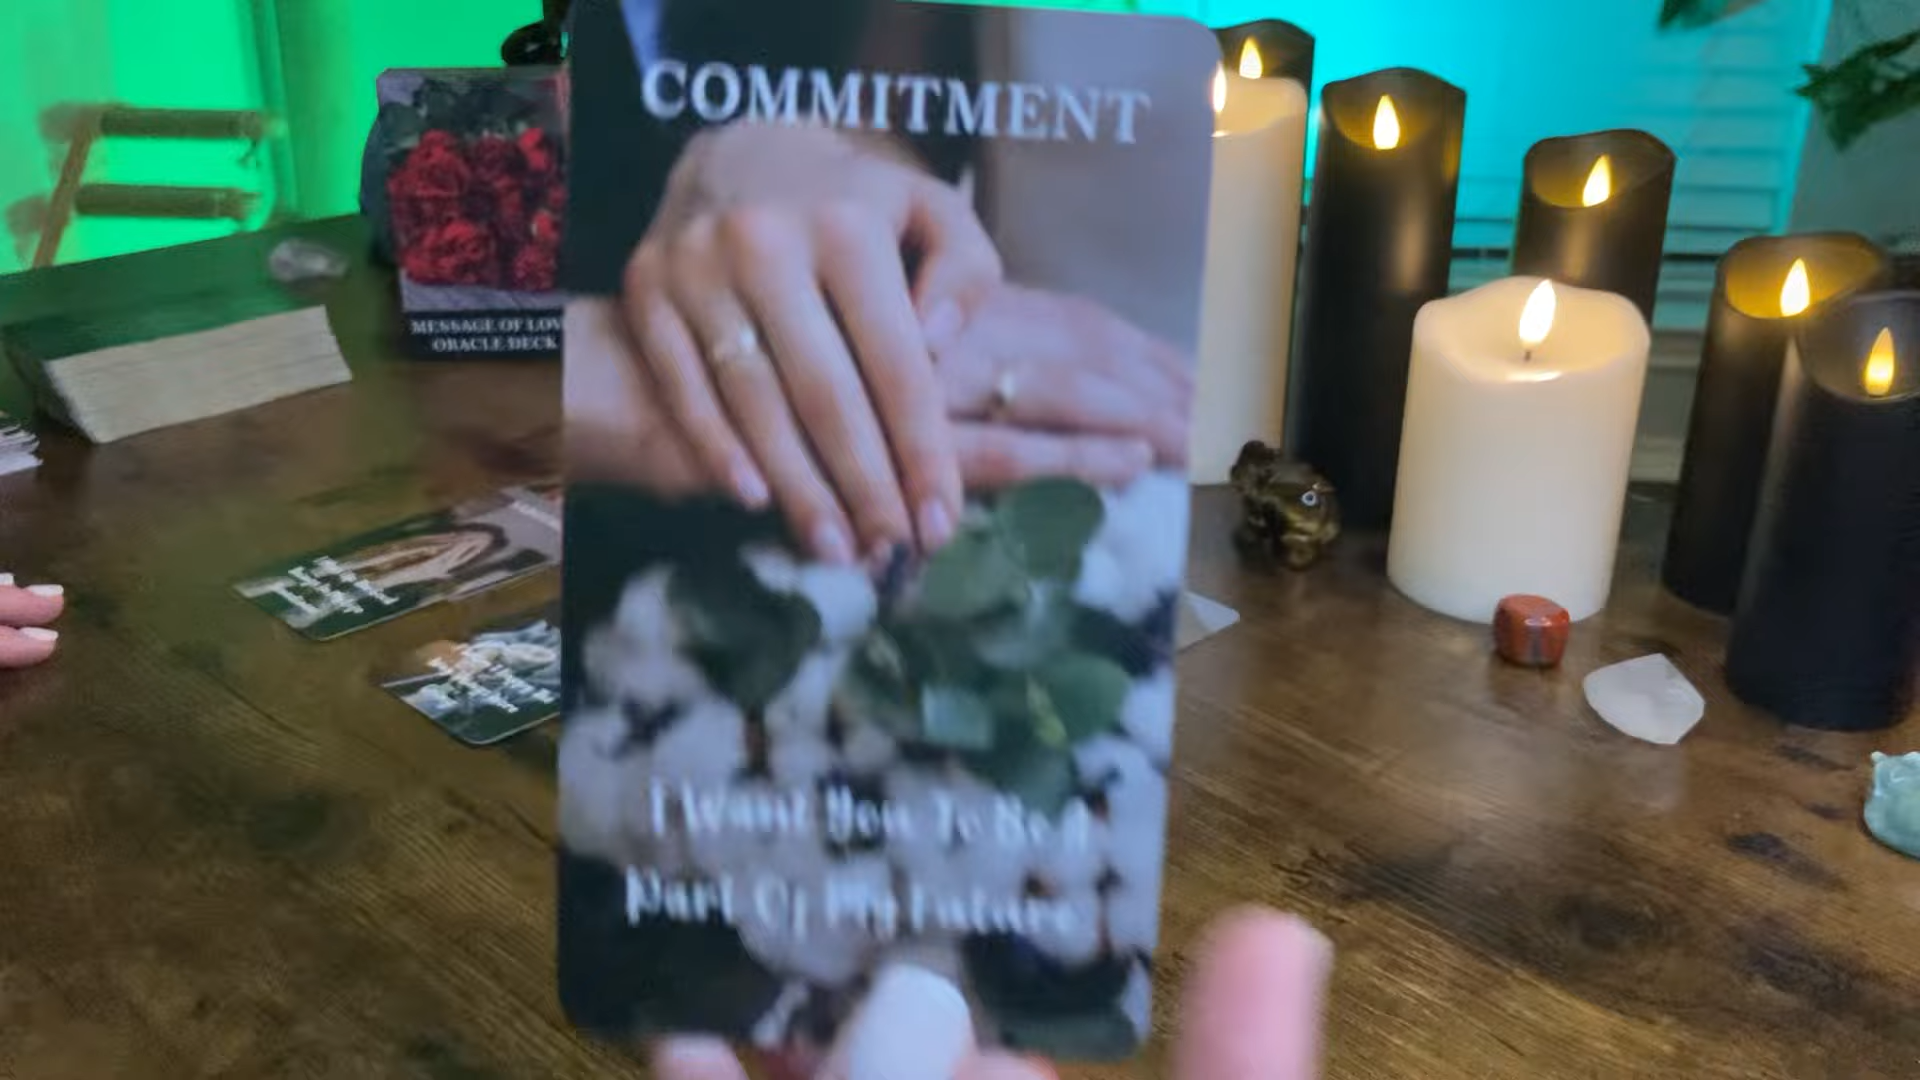 COMMITMENT
I Want You To Be A
Part Of My Future
MESSAGE OF LOV
ORACLE DECK